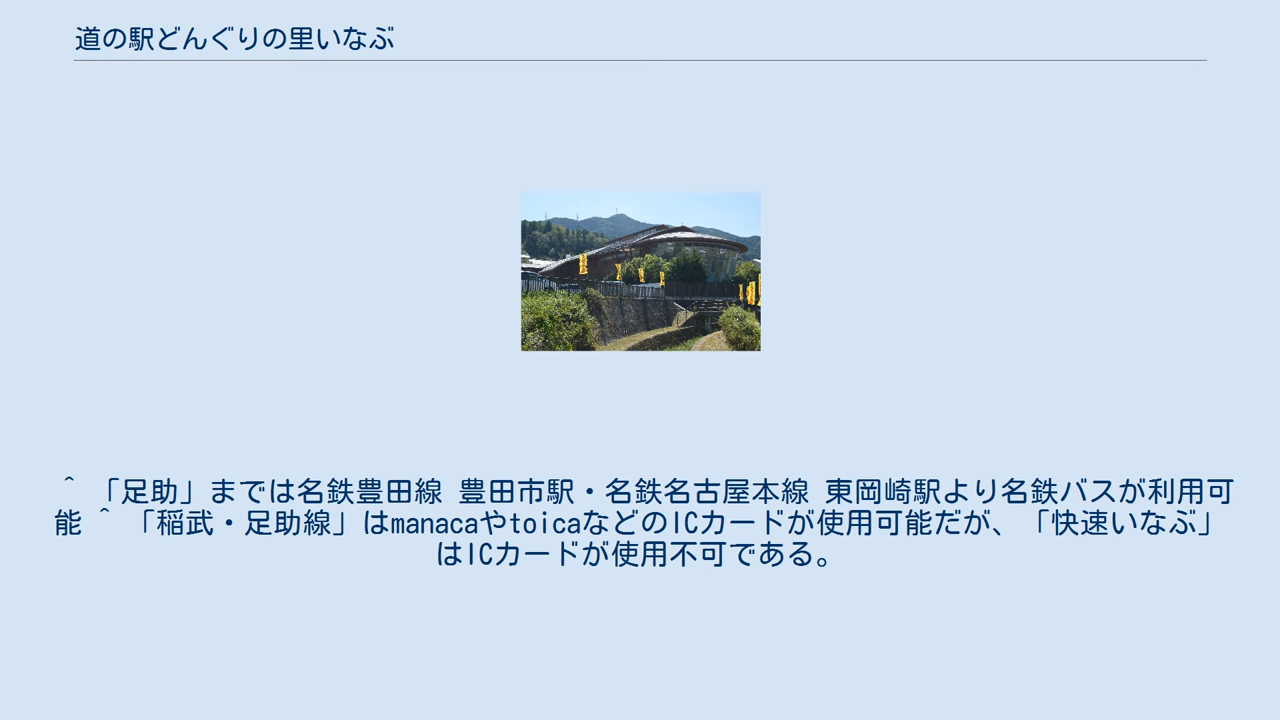 道の駅どんぐりの里いなぶ
^ 「足助」までは名鉄豊田線 豊田市駅・名鉄名古屋本線 東岡崎駅より名鉄バスが利用可
能 ^ 「稲武・足助線」はmanacaやtoicaなどのICカードが使用可能だが、「快速いなぶ」
はICカードが使用不可である。